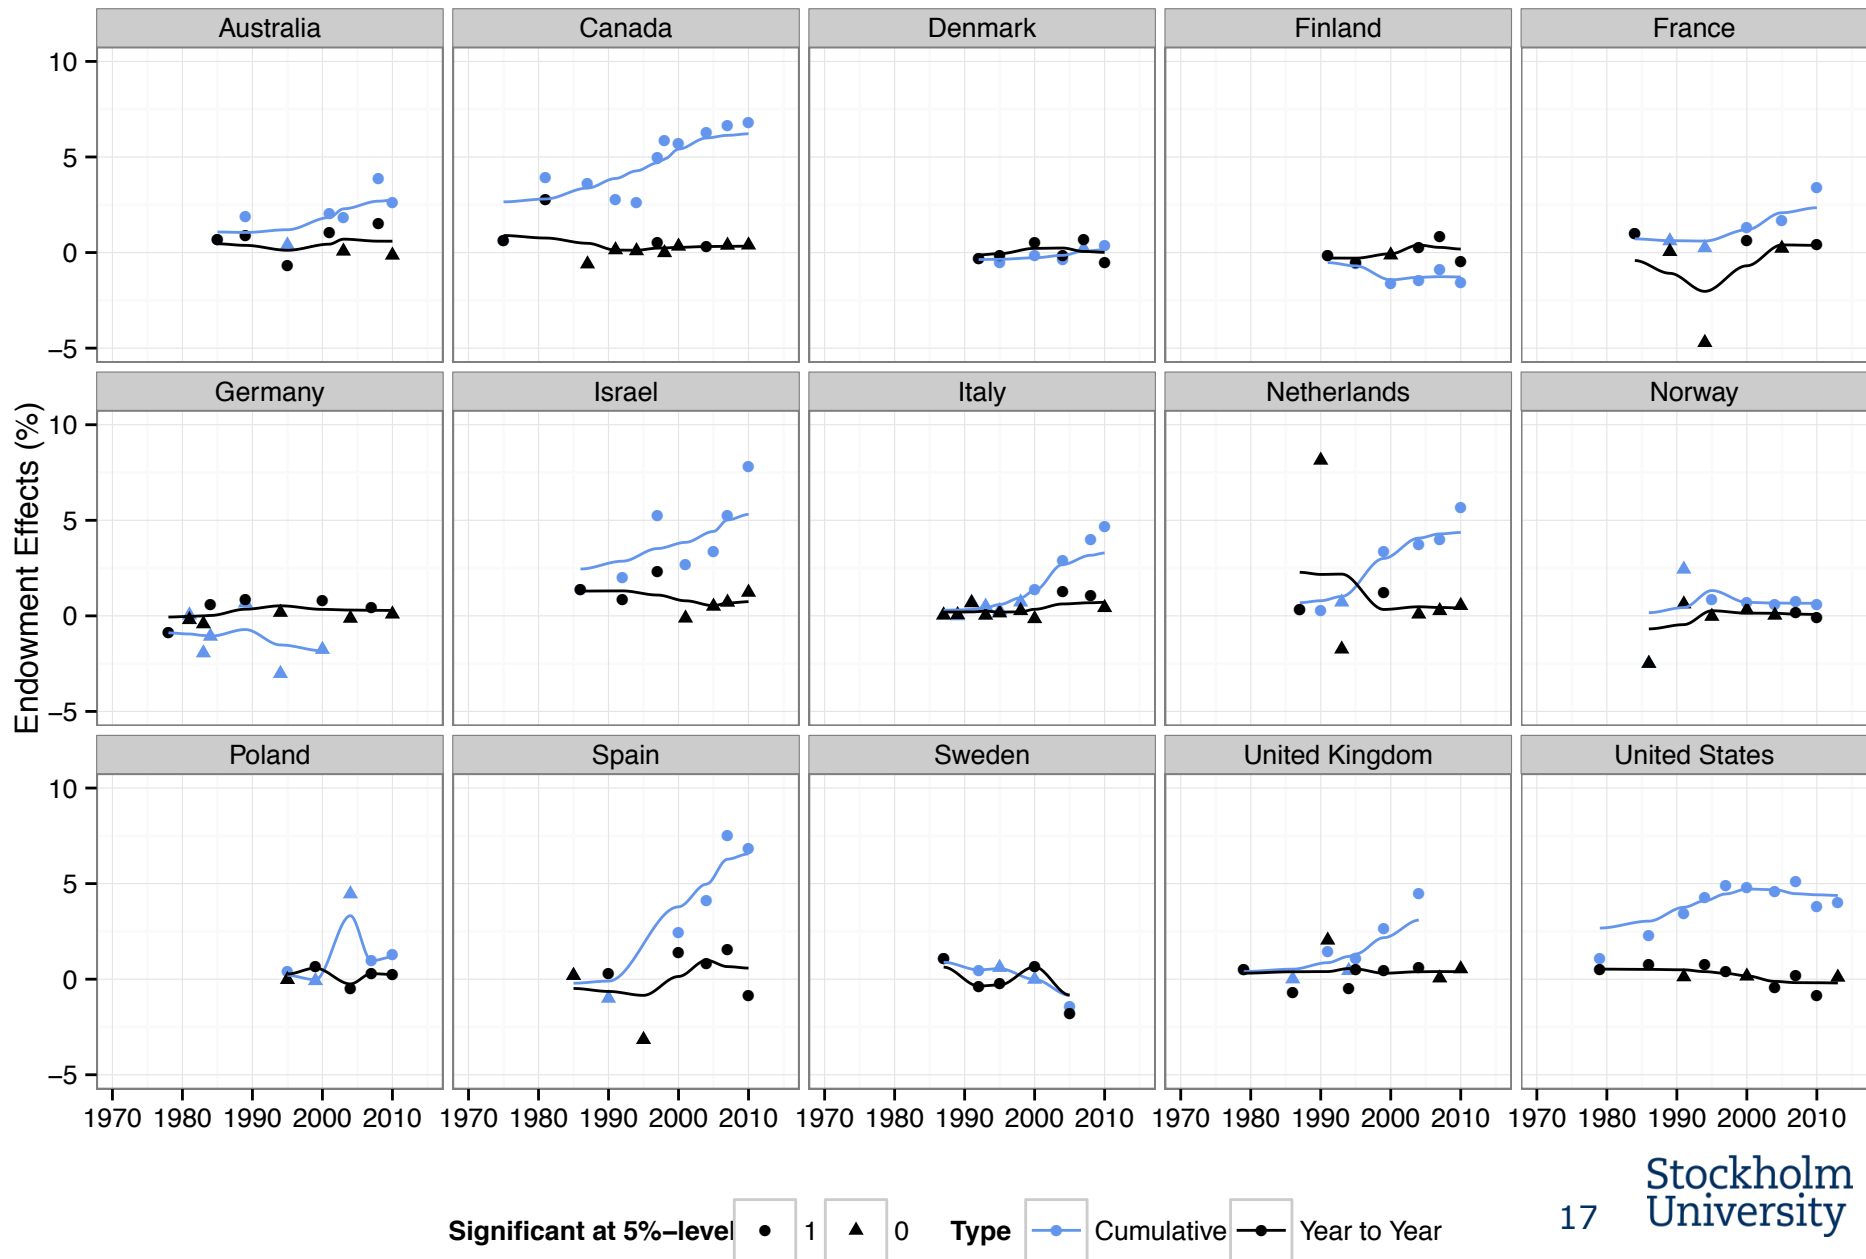 Australia Canada Denmark Finland France
10
5
0
−5
Germany Israel Italy Netherlands Norway
10
5
0
−5
Endowment Effects (%)
Poland Spain Sweden United Kingdom United States
10
5
0
−5
1970 1980 1990 2000 2010 1970 1980 1990 2000 2010 1970 1980 1990 2000 2010 1970 1980 1990 2000 2010 1970 1980 1990 2000 2010
Significant at 5%−level 1 0 Type Cumulative Year to Year
17
Stockholm
University